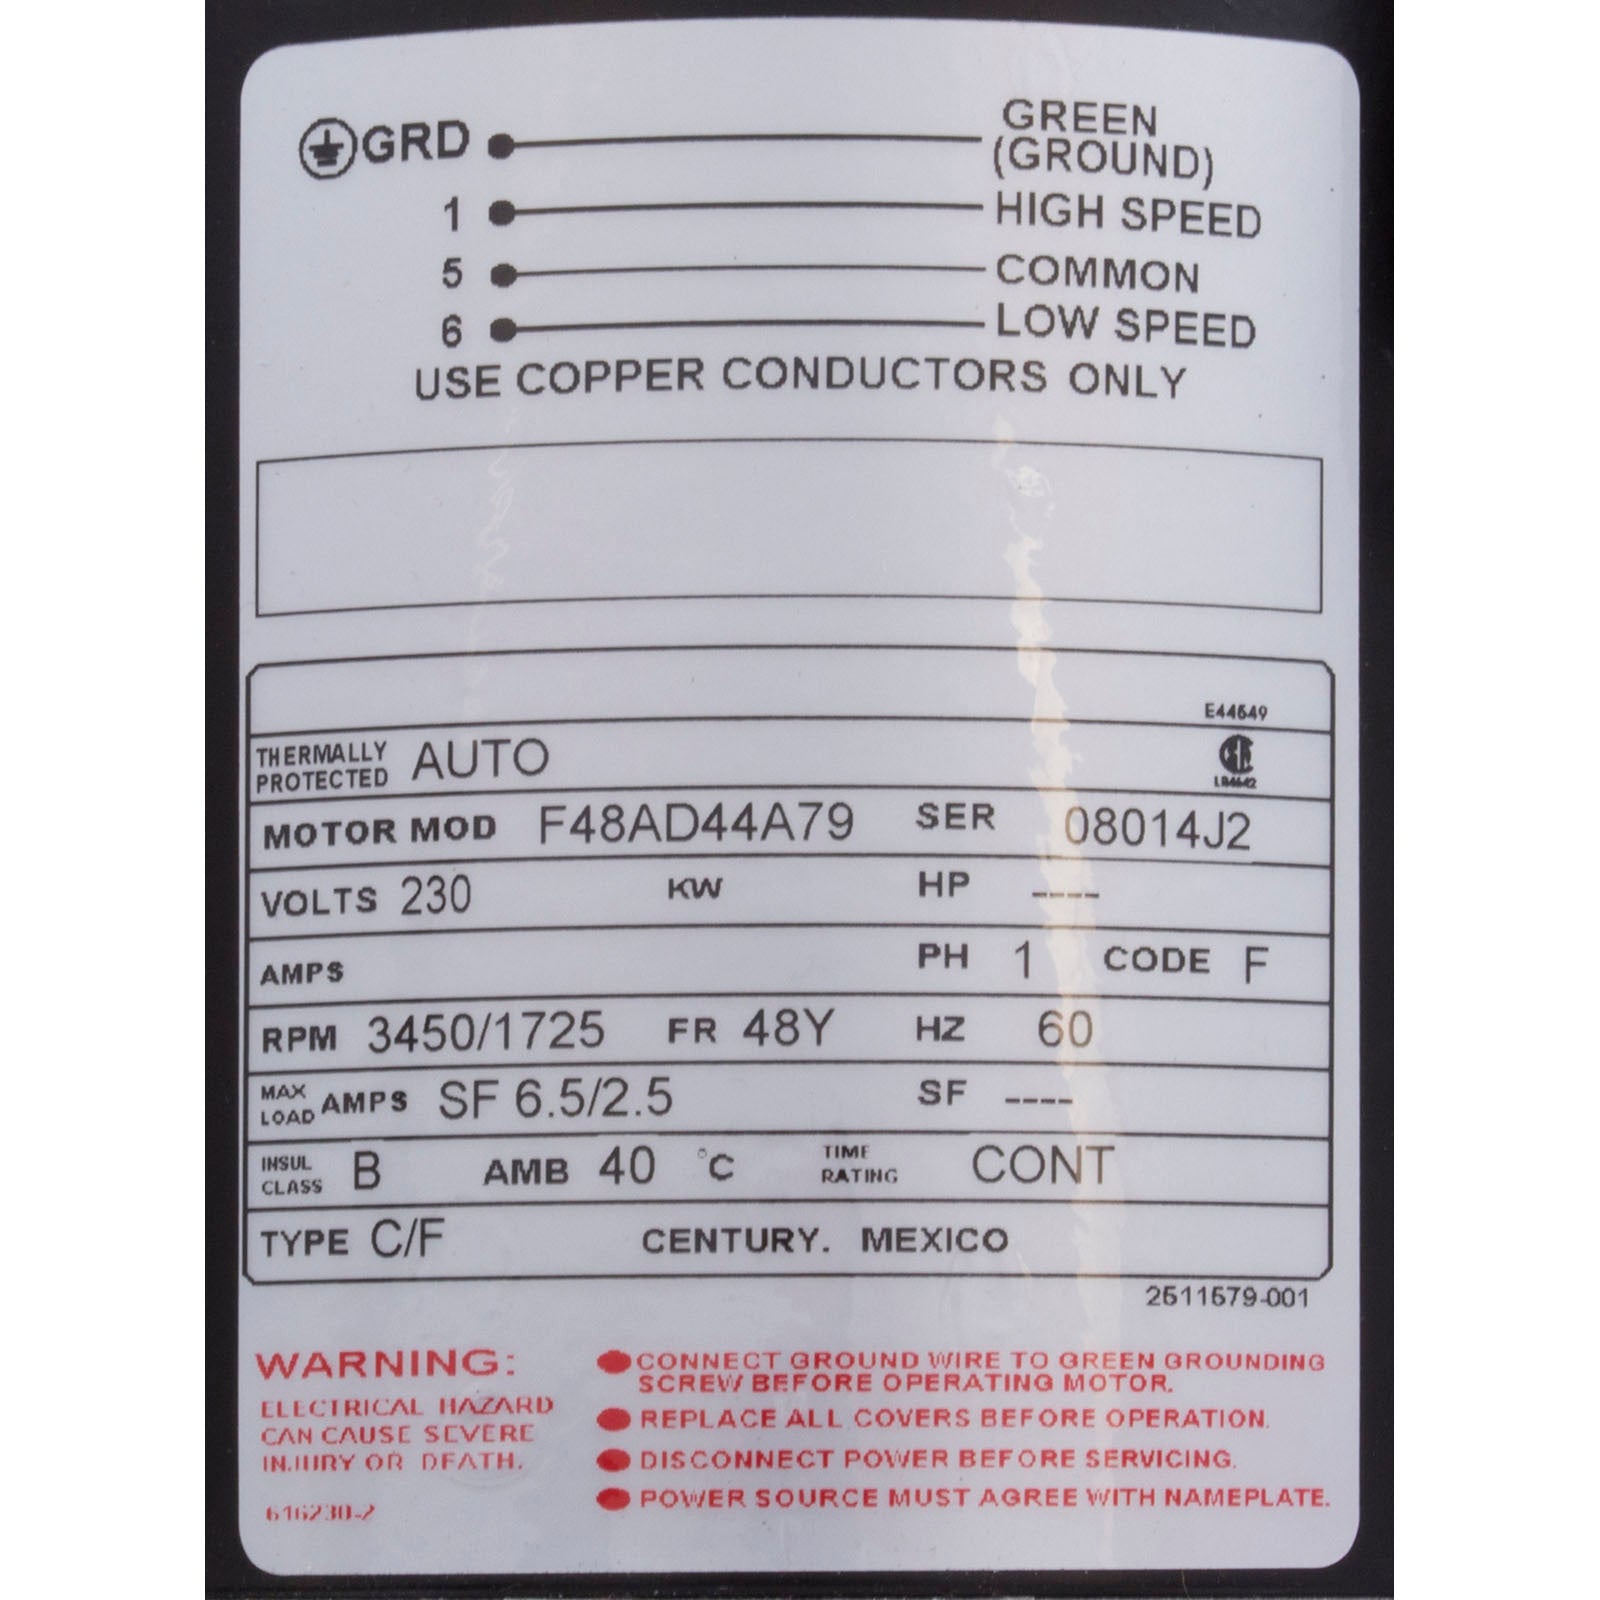 GRD GREEN
(GROUND)
1 HIGH SPEED
5 COMMON
6 LOW SPEED
USE COPPER CONDUCTORS ONLY
E44549
THERMALLY
PROTECTED AUTO
MOTOR MOD F48AD44A79 SER 08014J2
VOLTS 230 KW HP ----
AMPS PH 1 CODE F
RPM 3450/1725 FR 48Y HZ 60
MAX
LOAD AMPS SF 6.5/2.5 SF ----
INSUL
CLASS B AMB 40 °C TIME
RATING CONT
TYPE C/F CENTURY. MEXICO
2511579-001
WARNING:
ELECTRICAL HAZARD
CAN CAUSE SEVERE
INJURY OR DEATH.
616230-2
CONNECT GROUND WIRE TO GREEN GROUNDING
SCREW BEFORE OPERATING MOTOR.
REPLACE ALL COVERS BEFORE OPERATION.
DISCONNECT POWER BEFORE SERVICING.
POWER SOURCE MUST AGREE WITH NAMEPLATE.